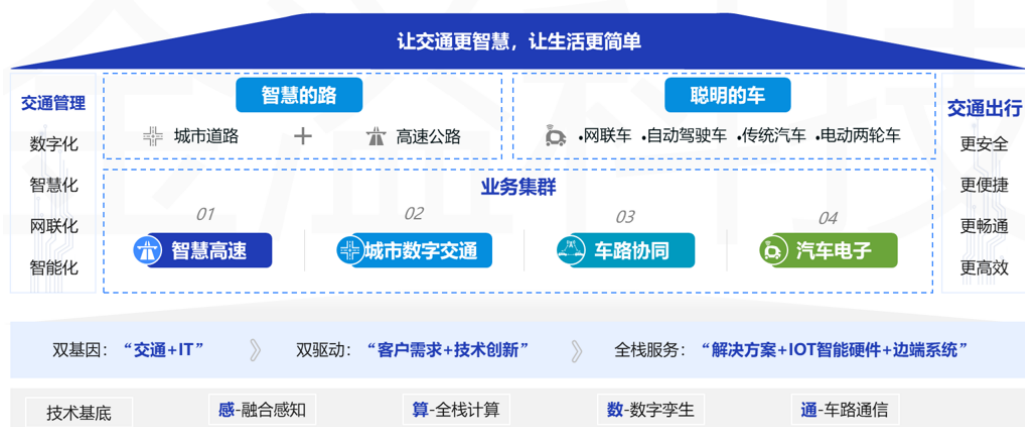 让交通更智慧，让生活更简单
交通管理
数字化
智慧化
网联化
智能化
智慧的路
城市道路 + 高速公路
聪明的车
•网联车 •自动驾驶车 •传统汽车 •电动两轮车
业务集群
01
智慧高速
02
城市数字交通
03
车路协同
04
汽车电子
交通出行
更安全
更便捷
更畅通
更高效
双基因：“交通+IT” 双驱动：“客户需求+技术创新” 全栈服务：“解决方案+IOT智能硬件+边端系统”
技术基底 感-融合感知 算-全栈计算 数-数字孪生 通-车路通信